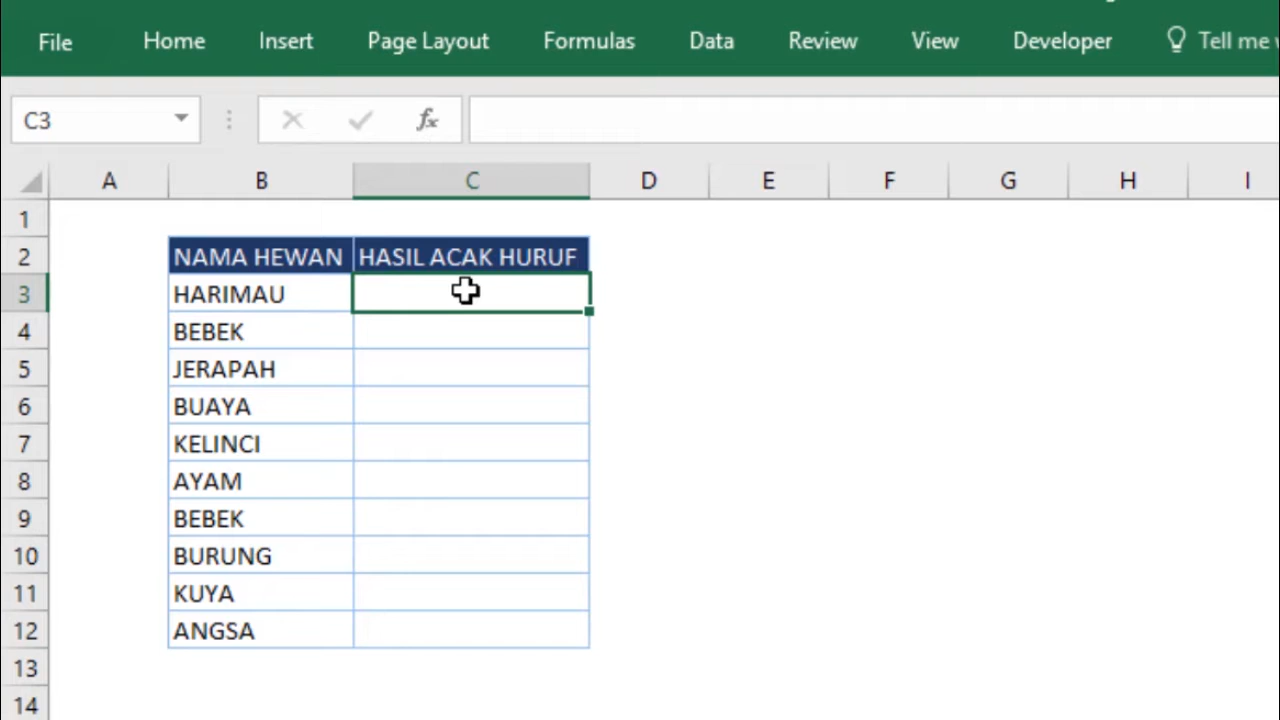 File Home Insert Page Layout Formulas Data Review View Developer Tell me
C3 fx
A B C D E F G H I
1
2 NAMA HEWAN HASIL ACAK HURUF
3 HARIMAU
4 BEBEK
5 JERAPAH
6 BUAYA
7 KELINCI
8 AYAM
9 BEBEK
10 BURUNG
11 KUYA
12 ANGSA
13
14